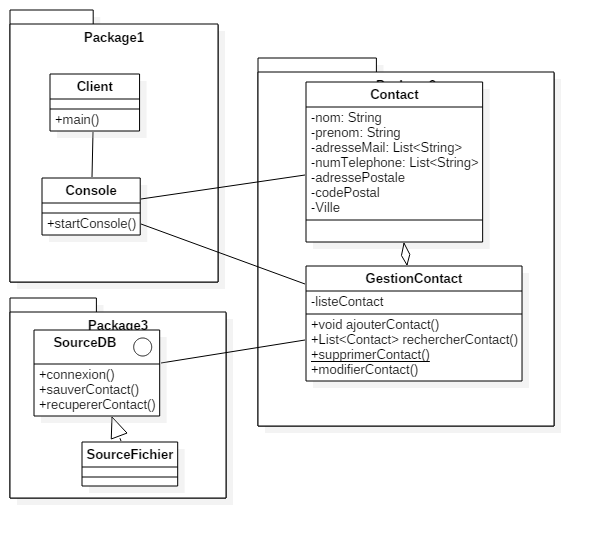 Package1
Client
+main()
Console
+startConsole()
Contact
-nom: String
-prenom: String
-adresseMail: List<String>
-numTelephone: List<String>
-adressePostale
-codePostal
-Ville
GestionContact
-listeContact
+void ajouterContact()
+List<Contact> rechercherContact()
+supprimerContact()
+modifierContact()
Package3
SourceDB
+connexion()
+sauverContact()
+recupererContact()
SourceFichier